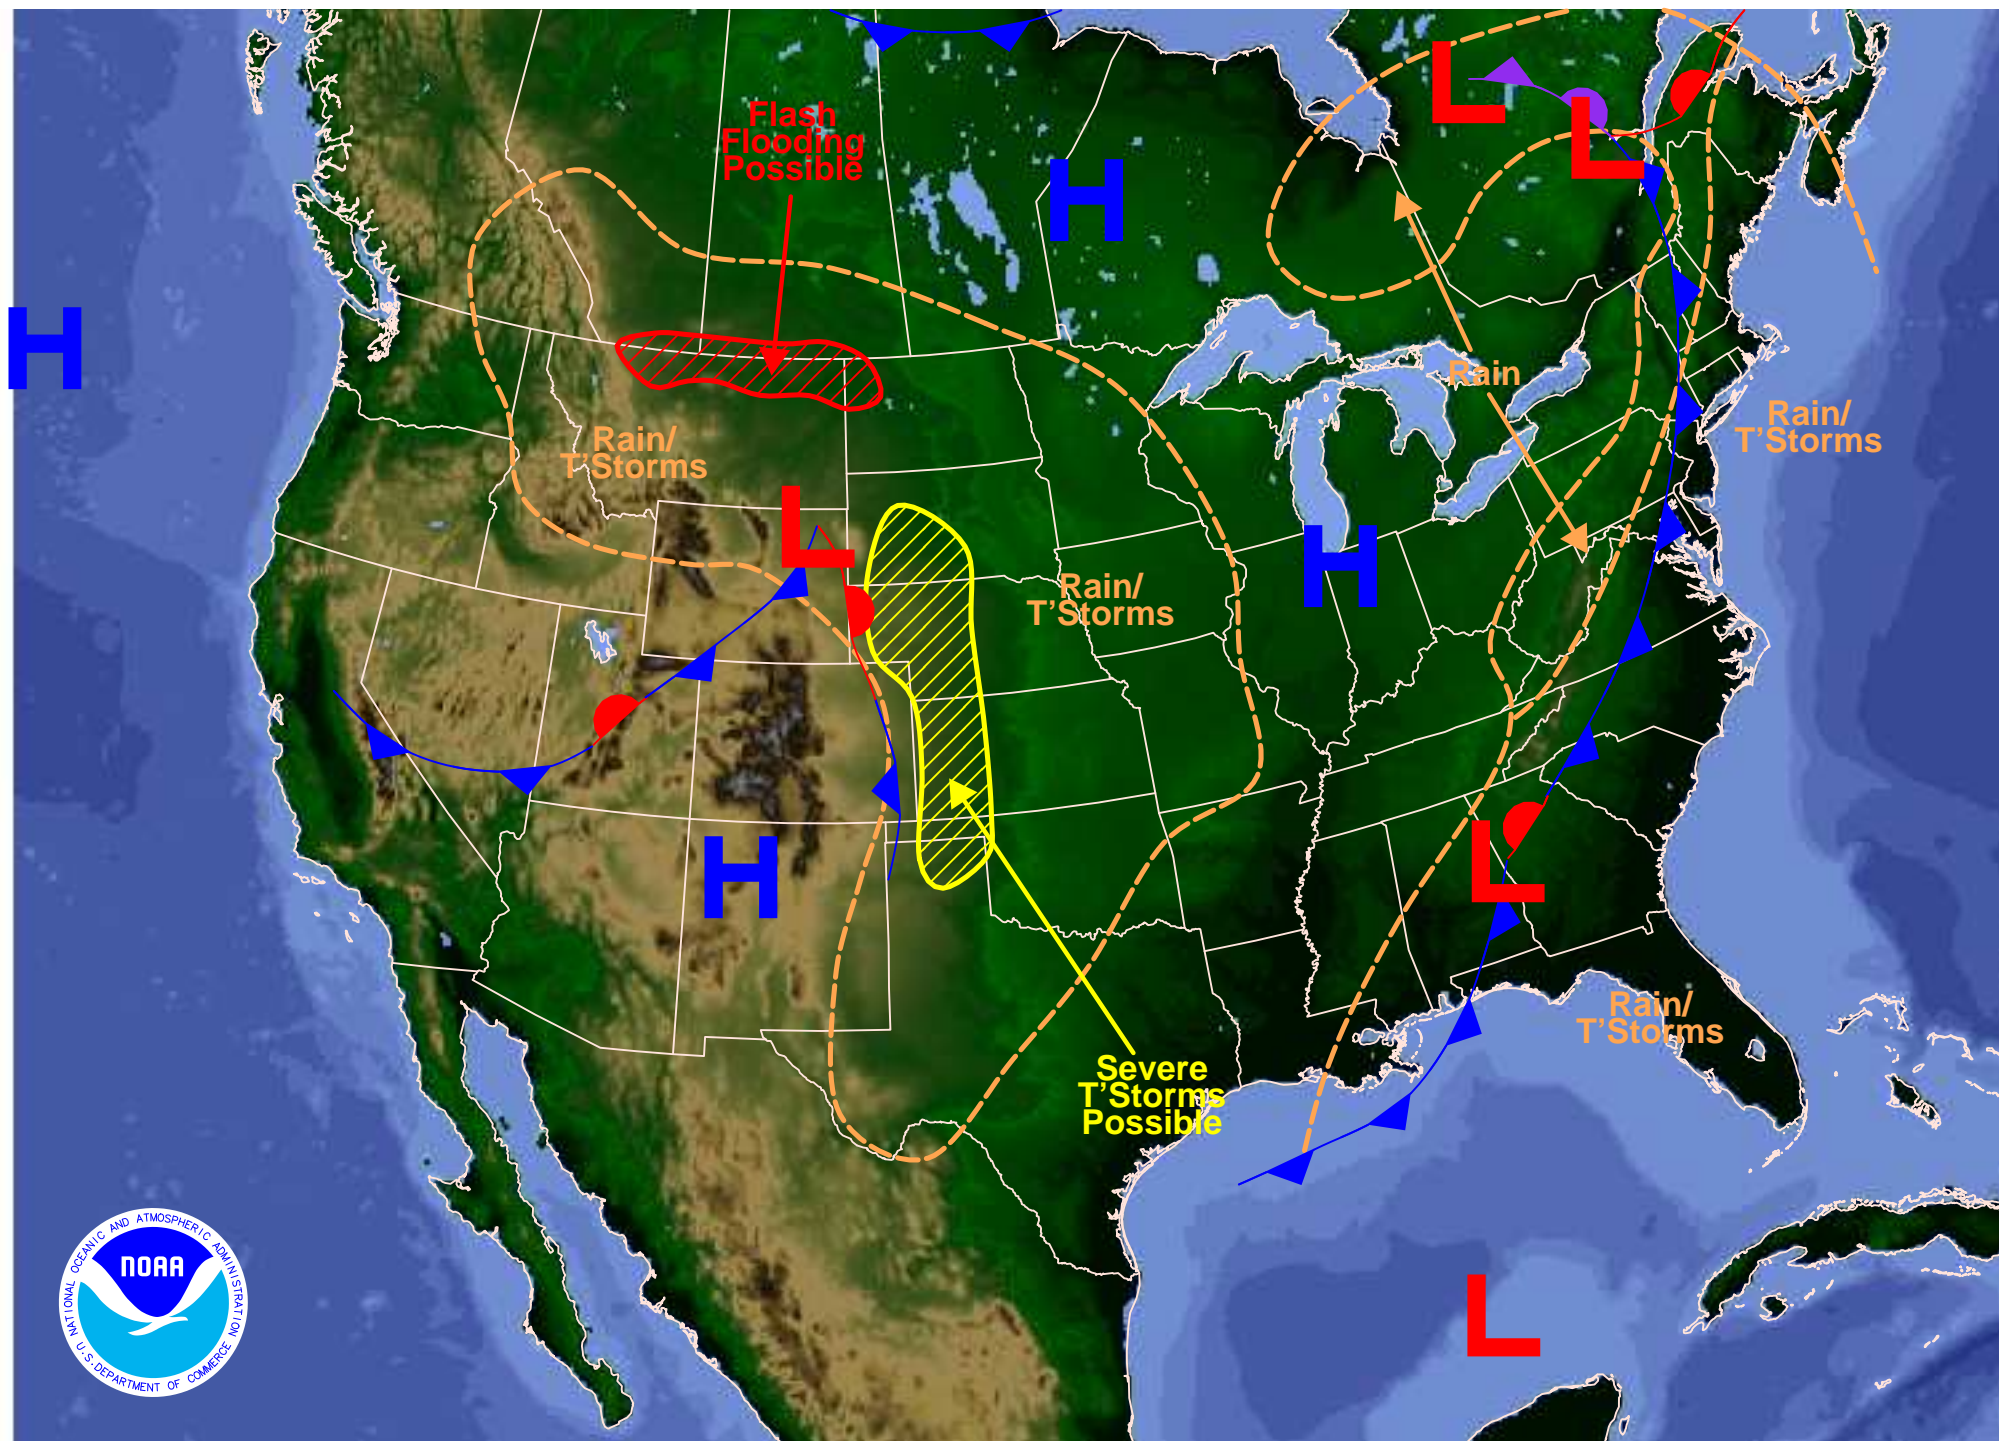 L
Flash
Flooding
Possible
L
H
H
Rain
Rain/
T'Storms
Rain/
T'Storms
L
H
Rain/
T'Storms
L
H
Rain/
T'Storms
Severe
T'Storms
Possible
L
NATIONAL OCEANIC AND ATMOSPHERIC ADMINISTRATION
NOAA
U.S. DEPARTMENT OF COMMERCE